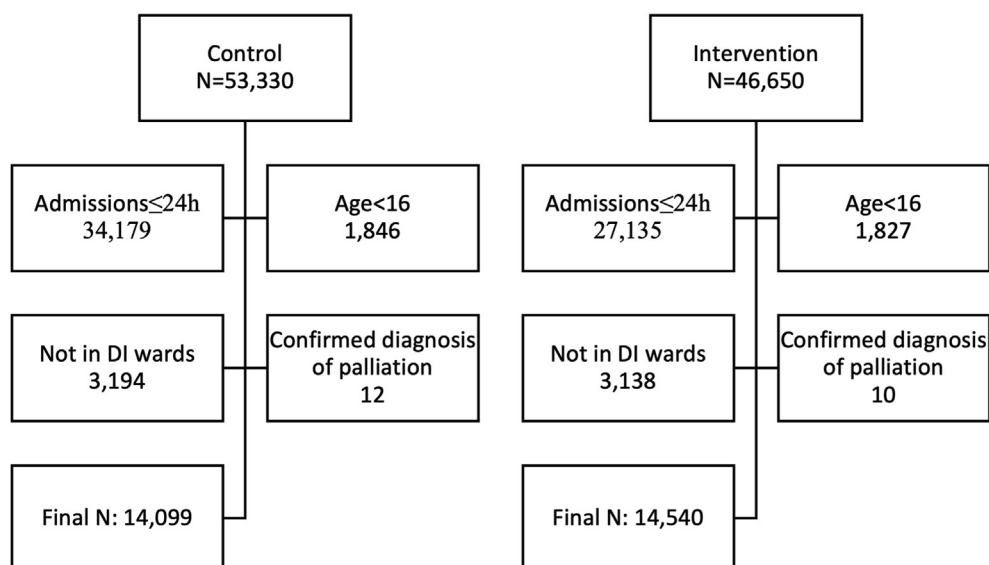 Control
N=53,330
Intervention
N=46,650
Admissions≤24h
34,179
Age<16
1,846
Admissions≤24h
27,135
Age<16
1,827
Not in DI wards
3,194
Confirmed diagnosis
of palliation
12
Not in DI wards
3,138
Confirmed diagnosis
of palliation
10
Final N: 14,099
Final N: 14,540